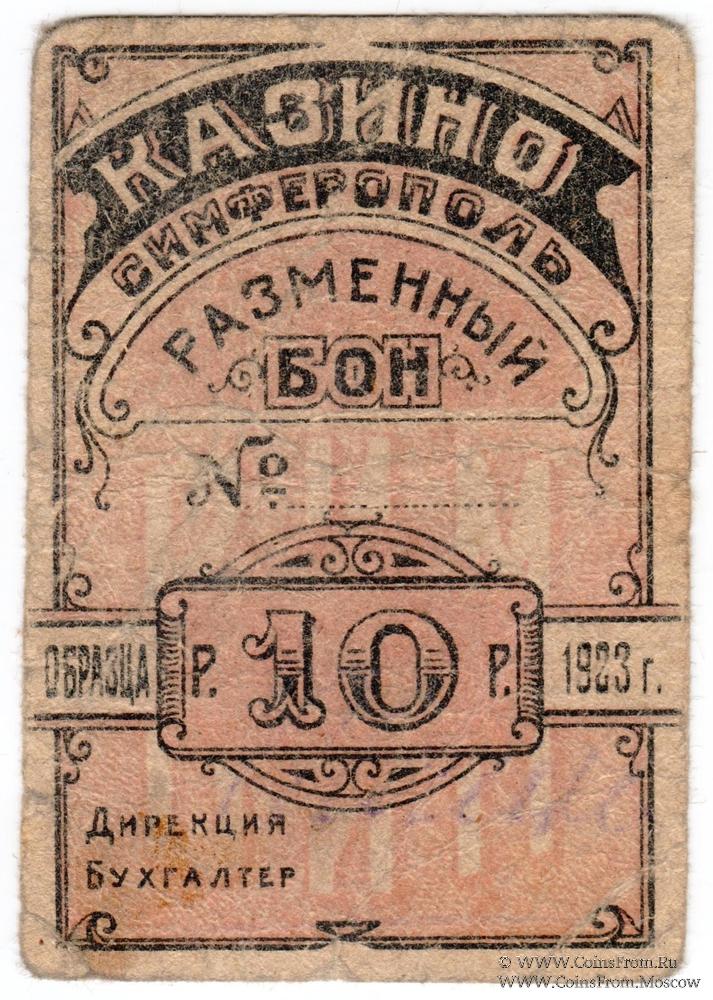 КАЗИНО
СИМФЕРОПОЛЬ
РАЗМЕННЫЙ
БОН
№
ОБРАЗЦА Р. 10 Р. 1923 г.
ДИРЕКЦИЯ
БУХГАЛТЕР
© WWW.CoinsFrom.Ru
WWW.CoinsFrom.Moscow